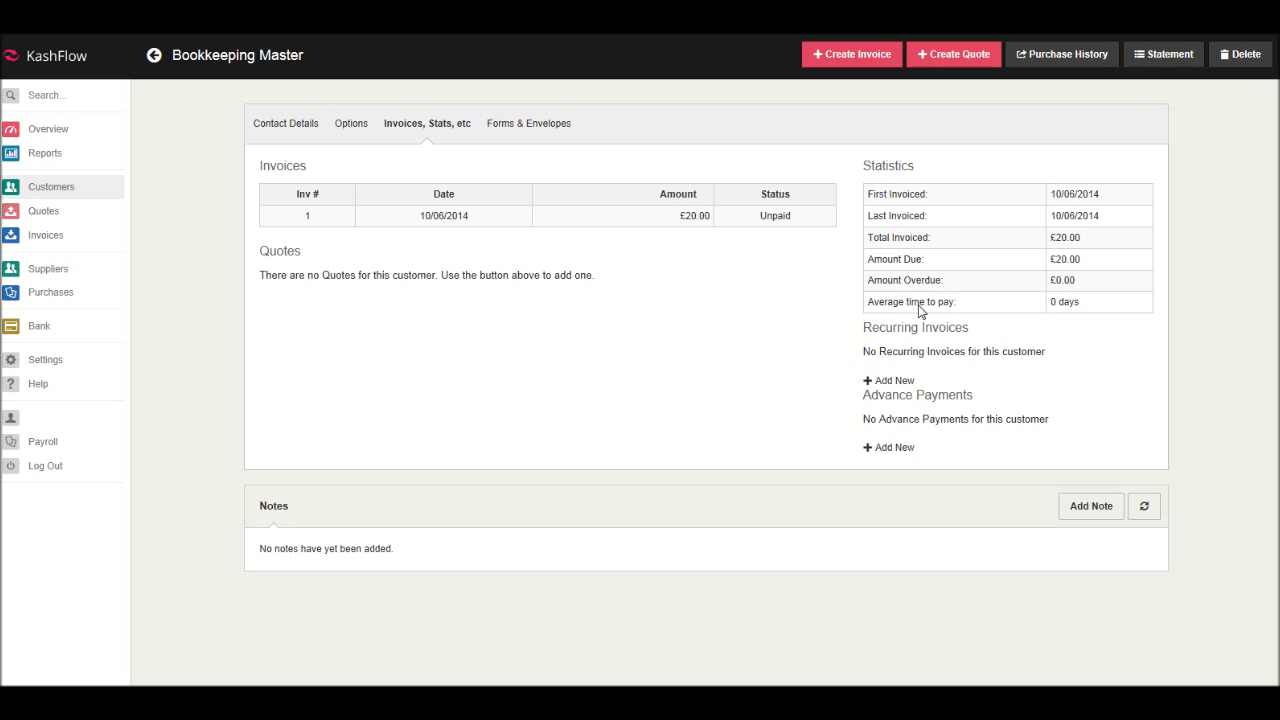 KashFlow
Bookkeeping Master
Create Invoice
Create Quote
Purchase History
Statement
Delete
Search...
Overview
Reports
Customers
Quotes
Invoices
Suppliers
Purchases
Bank
Settings
? Help
Payroll
Log Out
Contact Details Options Invoices, Stats, etc Forms & Envelopes
Invoices
Inv # Date Amount Status
1 10/06/2014 £20.00 Unpaid
Quotes
There are no Quotes for this customer. Use the button above to add one.
Statistics
First Invoiced: 10/06/2014
Last Invoiced: 10/06/2014
Total Invoiced: £20.00
Amount Due: £20.00
Amount Overdue: £0.00
Average time to pay: 0 days
Recurring Invoices
No Recurring Invoices for this customer
Add New
Advance Payments
No Advance Payments for this customer
Add New
Notes
Add Note
No notes have yet been added.